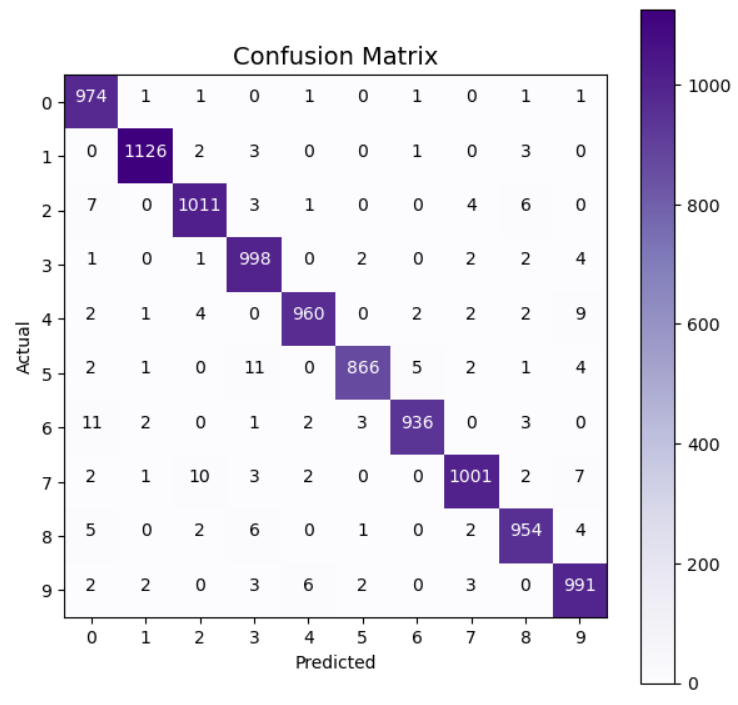 Confusion Matrix
0 974 1 1 0 1 0 1 0 1 1
1 0 1126 2 3 0 0 1 0 3 0
2 7 0 1011 3 1 0 0 4 6 0
3 1 0 1 998 0 2 0 2 2 4
4 2 1 4 0 960 0 2 2 2 9
5 2 1 0 11 0 866 5 2 1 4
6 11 2 0 1 2 3 936 0 3 0
7 2 1 10 3 2 0 0 1001 2 7
8 5 0 2 6 0 1 0 2 954 4
9 2 2 0 3 6 2 0 3 0 991
0 1 2 3 4 5 6 7 8 9
Predicted
Actual
1000
800
600
400
200
0